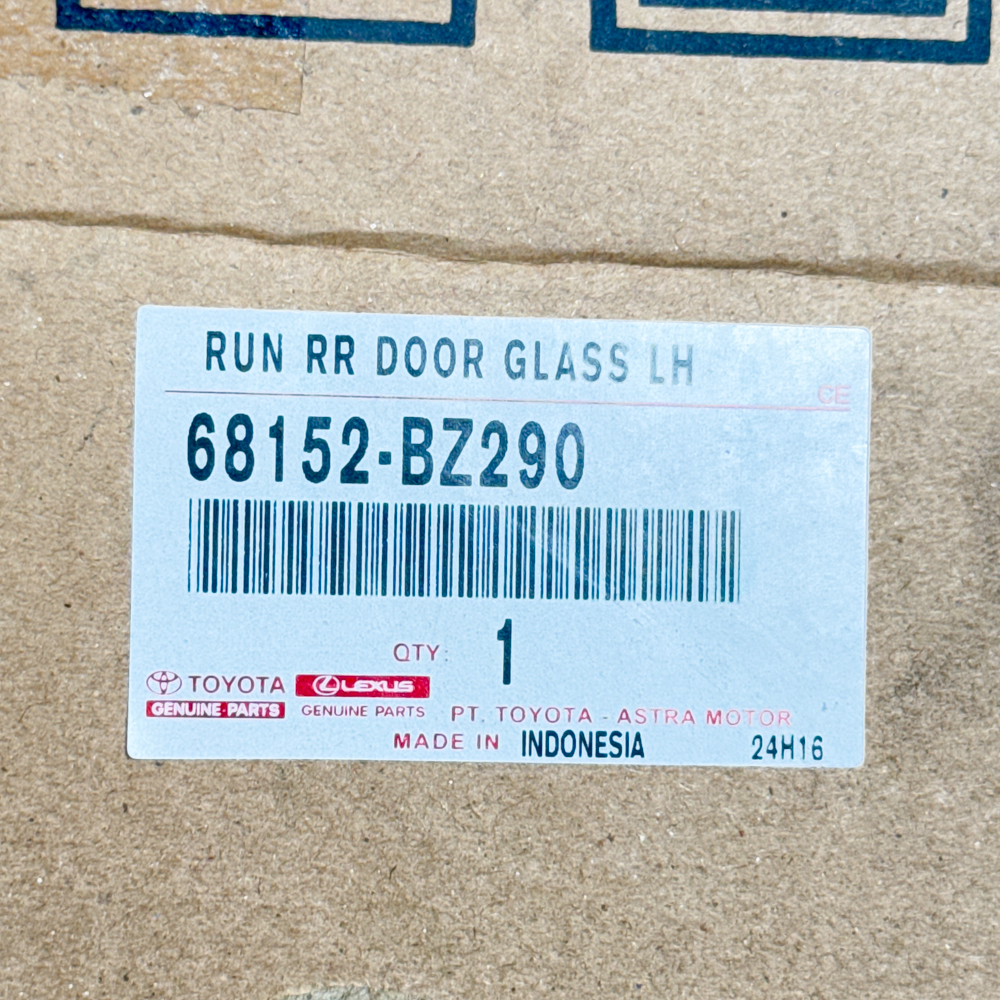 RUN RR DOOR GLASS LH
CE
68152-BZ290
QTY: 1
TOYOTA LEXUS
GENUINE PARTS GENUINE PARTS PT. TOYOTA - ASTRA MOTOR
MADE IN INDONESIA 24H16